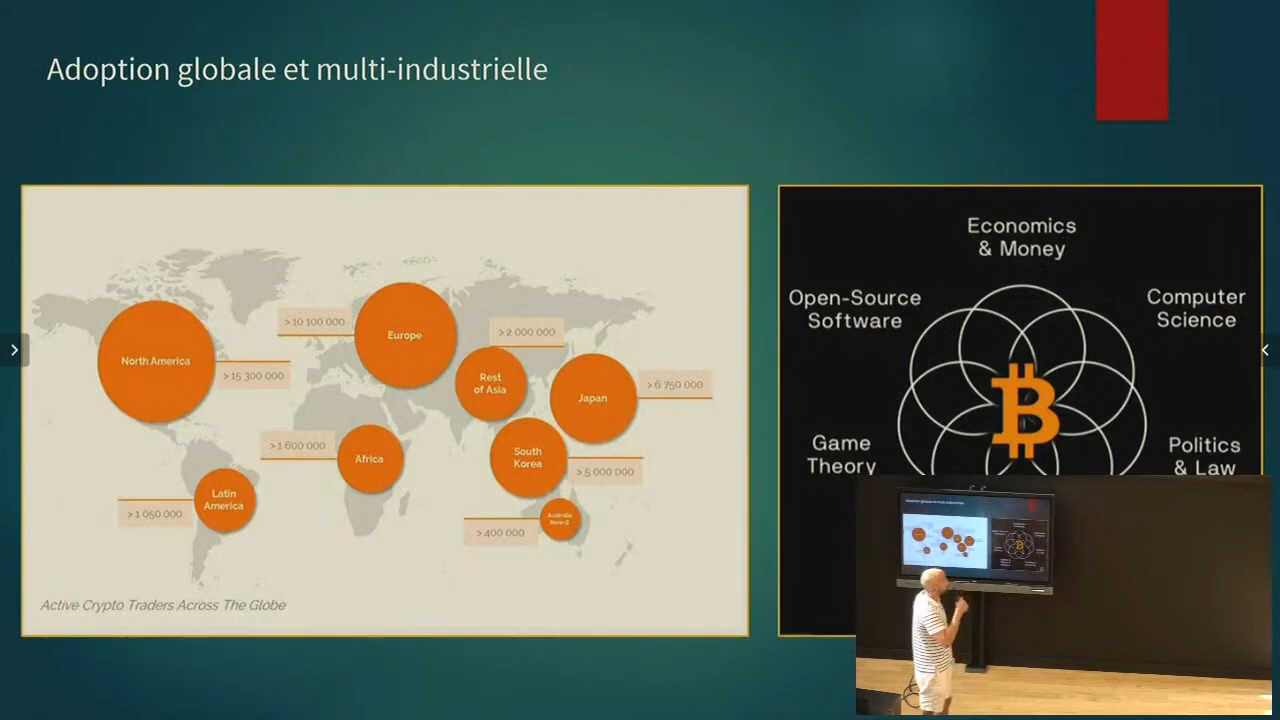 Adoption globale et multi-industrielle
North America
> 15 300 000
> 10 100 000
Europe
> 2 000 000
Rest
of Asia
Japan
> 6 750 000
> 1 600 000
Africa
South
Korea
> 5 000 000
Latin
America
> 1 050 000
> 400 000
Australia
New-Z
Active Crypto Traders Across The Globe
Economics
& Money
Open-Source
Software
Computer
Science
Game
Theory
Politics
& Law